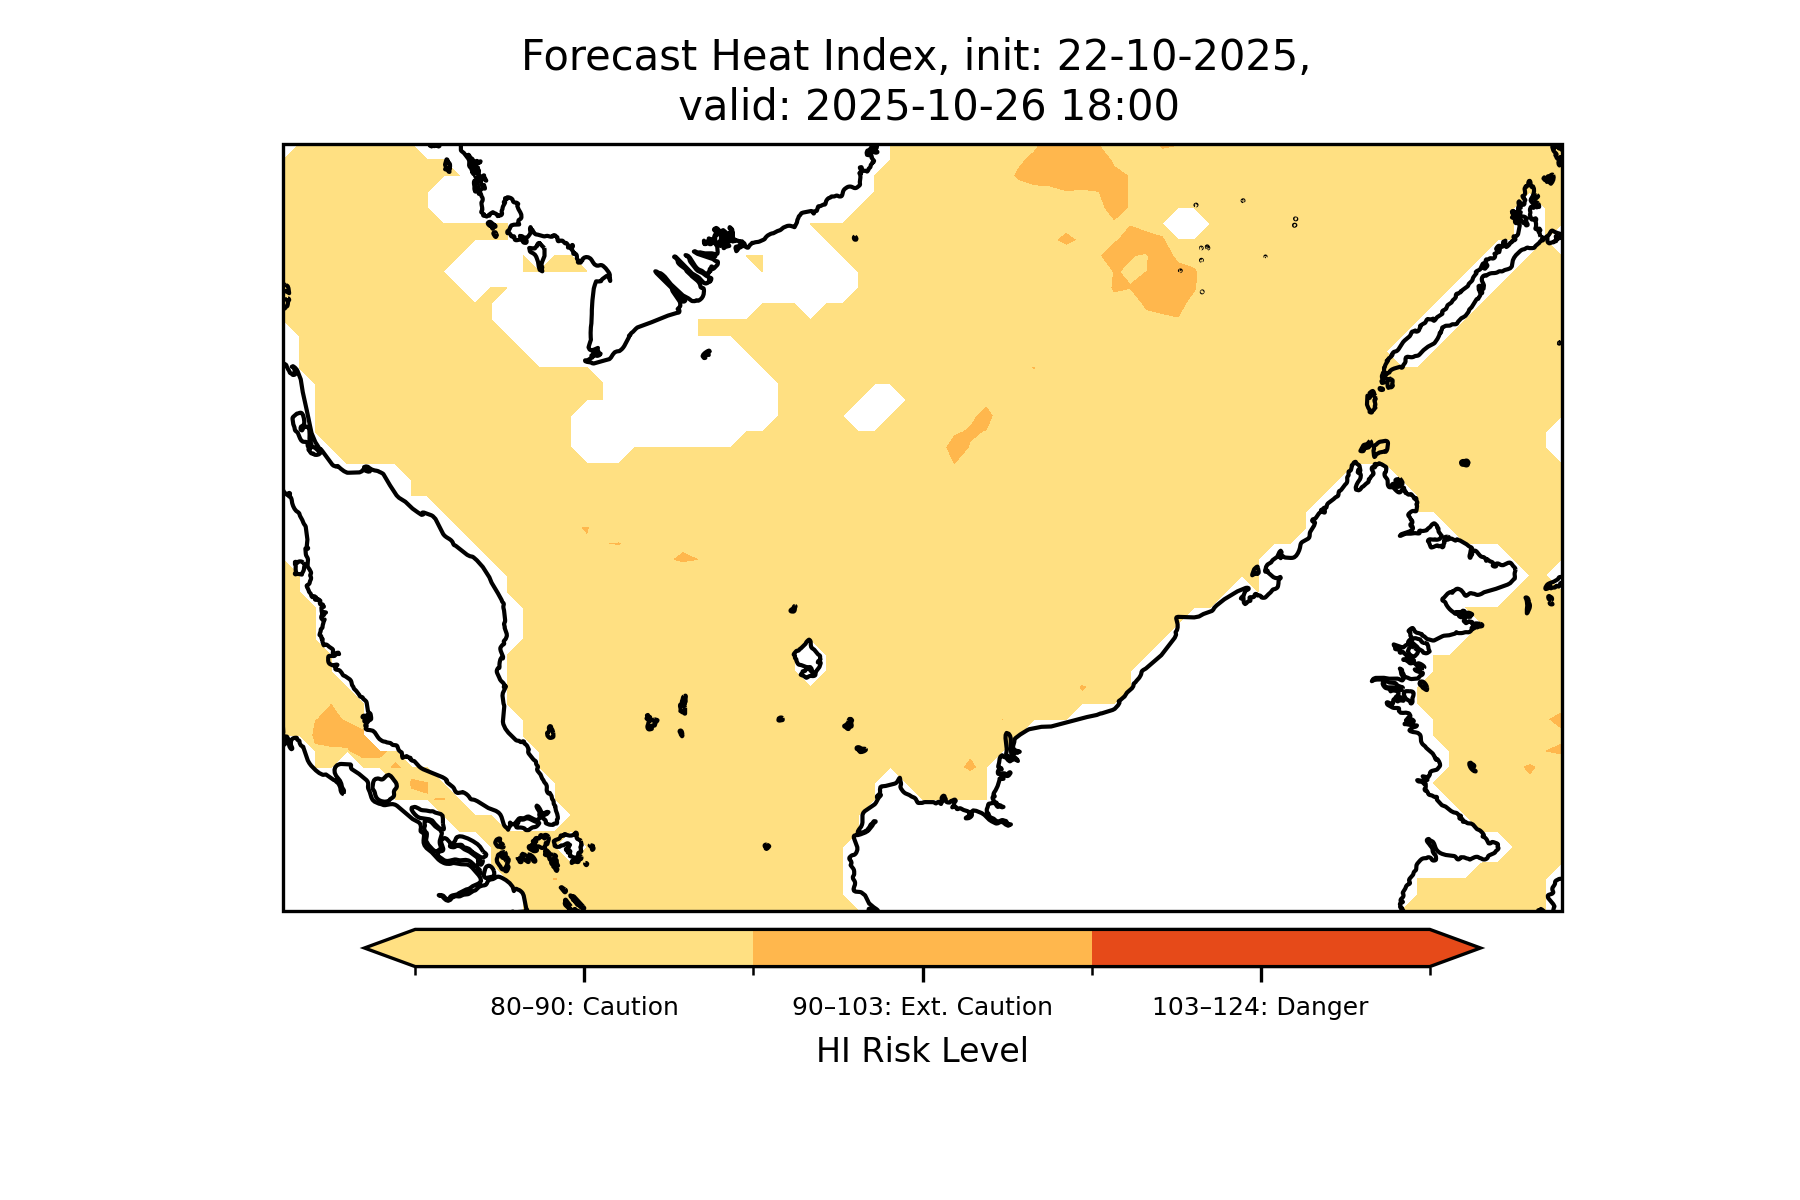 Forecast Heat Index, init: 22-10-2025,
valid: 2025-10-26 18:00
80–90: Caution
90–103: Ext. Caution
103–124: Danger
HI Risk Level